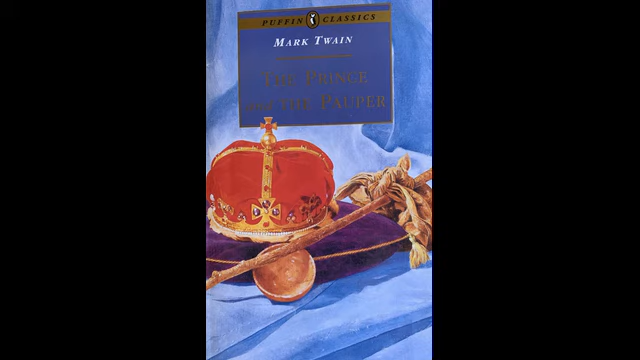 PUFFIN CLASSICS
MARK TWAIN
THE PRINCE
AND THE PAUPER